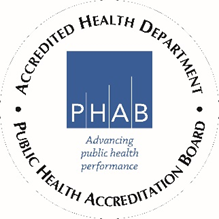 ACCREDITED HEALTH DEPARTMENT
PHAB
Advancing
public health
performance
• PUBLIC HEALTH ACCREDITATION BOARD •